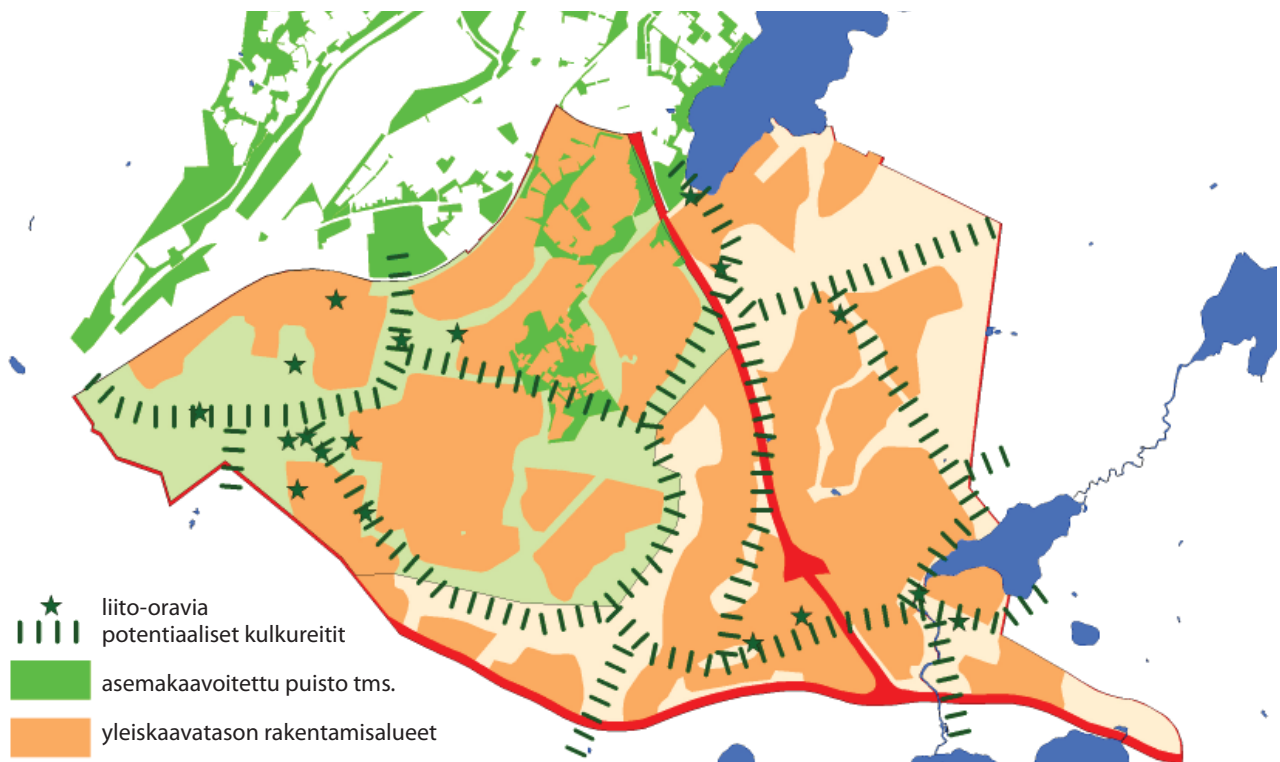 liito-oravia
potentiaaliset kulkureitit
asemakaavoitettu puisto tms.
yleiskaavatason rakentamisalueet